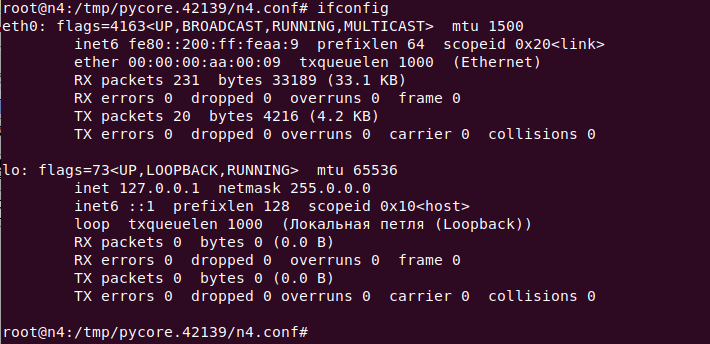 root@n4:/tmp/pycore.42139/n4.conf# ifconfig
eth0: flags=4163<UP,BROADCAST,RUNNING,MULTICAST>  mtu 1500
        inet6 fe80::200:ff:feaa:9  prefixlen 64  scopeid 0x20<link>
        ether 00:00:00:aa:00:09  txqueuelen 1000  (Ethernet)
        RX packets 231  bytes 33189 (33.1 KB)
        RX errors 0  dropped 0  overruns 0  frame 0
        TX packets 20  bytes 4216 (4.2 KB)
        TX errors 0  dropped 0 overruns 0  carrier 0  collisions 0

lo: flags=73<UP,LOOPBACK,RUNNING>  mtu 65536
        inet 127.0.0.1  netmask 255.0.0.0
        inet6 ::1  prefixlen 128  scopeid 0x10<host>
        loop  txqueuelen 1000  (Локальная петля (Loopback))
        RX packets 0  bytes 0 (0.0 B)
        RX errors 0  dropped 0  overruns 0  frame 0
        TX packets 0  bytes 0 (0.0 B)
        TX errors 0  dropped 0 overruns 0  carrier 0  collisions 0

root@n4:/tmp/pycore.42139/n4.conf#